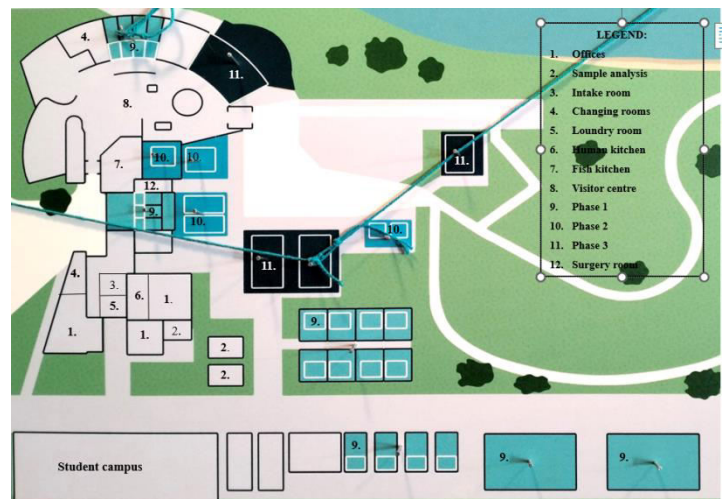 LEGEND:
1. Offices
2. Sample analysis
3. Intake room
4. Changing rooms
5. Loundry room
6. Human kitchen
7. Fish kitchen
8. Visitor centre
9. Phase 1
10. Phase 2
11. Phase 3
12. Surgery room
4.
9.
11.
8.
7.
10.
10.
12.
9.
10.
11.
10.
11.
4.
3.
5.
6.
1.
1.
1.
2.
2.
2.
9.
Student campus
9.
9.
9.